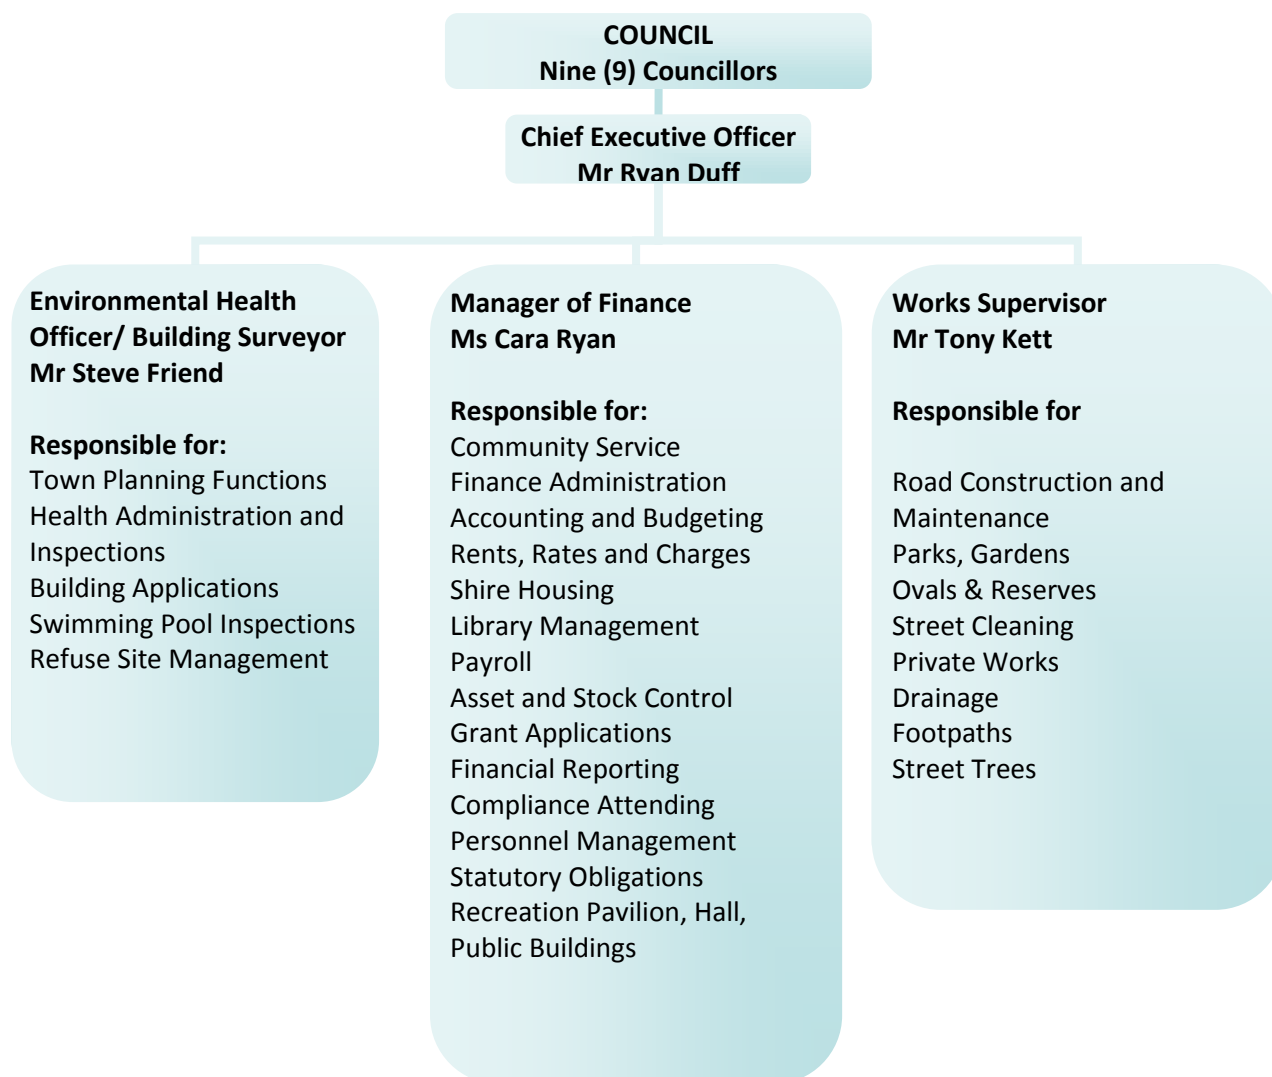 COUNCIL
Nine (9) Councillors
Chief Executive Officer
Mr Ryan Duff
Environmental Health
Officer/ Building Surveyor
Mr Steve Friend
Responsible for:
Town Planning Functions
Health Administration and
Inspections
Building Applications
Swimming Pool Inspections
Refuse Site Management
Manager of Finance
Ms Cara Ryan
Responsible for:
Community Service
Finance Administration
Accounting and Budgeting
Rents, Rates and Charges
Shire Housing
Library Management
Payroll
Asset and Stock Control
Grant Applications
Financial Reporting
Compliance Attending
Personnel Management
Statutory Obligations
Recreation Pavilion, Hall,
Public Buildings
Works Supervisor
Mr Tony Kett
Responsible for
Road Construction and
Maintenance
Parks, Gardens
Ovals & Reserves
Street Cleaning
Private Works
Drainage
Footpaths
Street Trees